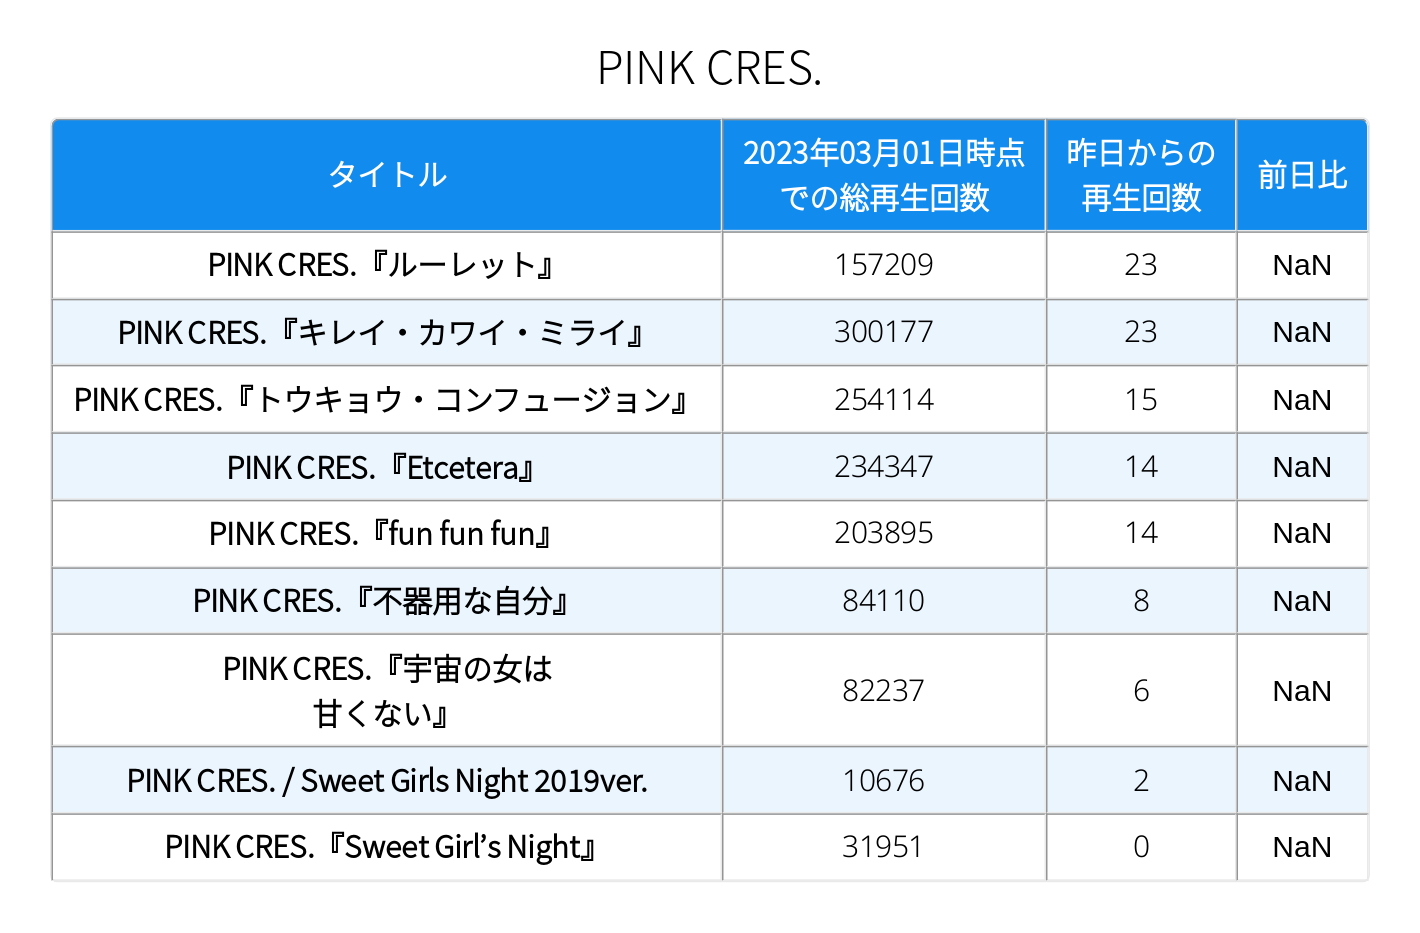 PINK CRES.
タイトル
2023年03月01日時点
での総再生回数
昨日からの
再生回数
前日比
PINK CRES.『ルーレット』 157209 23 NaN
PINK CRES.『キレイ・カワイ・ミライ』 300177 23 NaN
PINK CRES.『トウキョウ・コンフュージョン』 254114 15 NaN
PINK CRES.『Etcetera』 234347 14 NaN
PINK CRES.『fun fun fun』 203895 14 NaN
PINK CRES.『不器用な自分』 84110 8 NaN
PINK CRES.『宇宙の女は
甘くない』 82237 6 NaN
PINK CRES. / Sweet Girls Night 2019ver. 10676 2 NaN
PINK CRES.『Sweet Girl’s Night』 31951 0 NaN